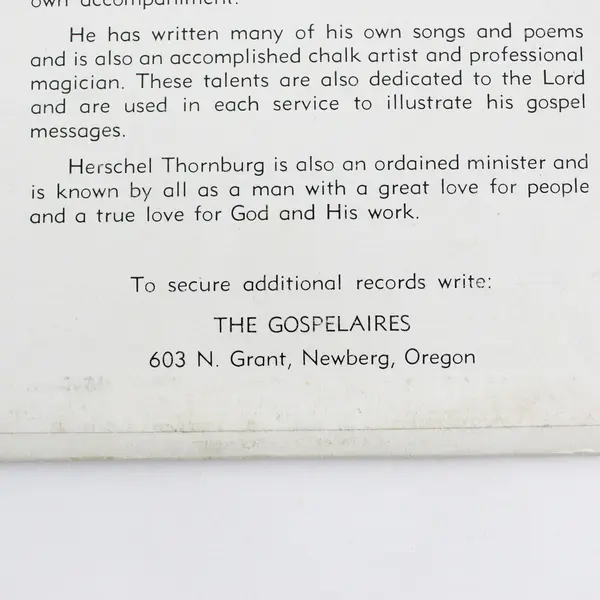 own accompaniment.
He has written many of his own songs and poems
and is also an accomplished chalk artist and professional
magician. These talents are also dedicated to the Lord
and are used in each service to illustrate his gospel
messages.
Herschel Thornburg is also an ordained minister and
is known by all as a man with a great love for people
and a true love for God and His work.
To secure additional records write:
THE GOSPELAIRES
603 N. Grant, Newberg, Oregon